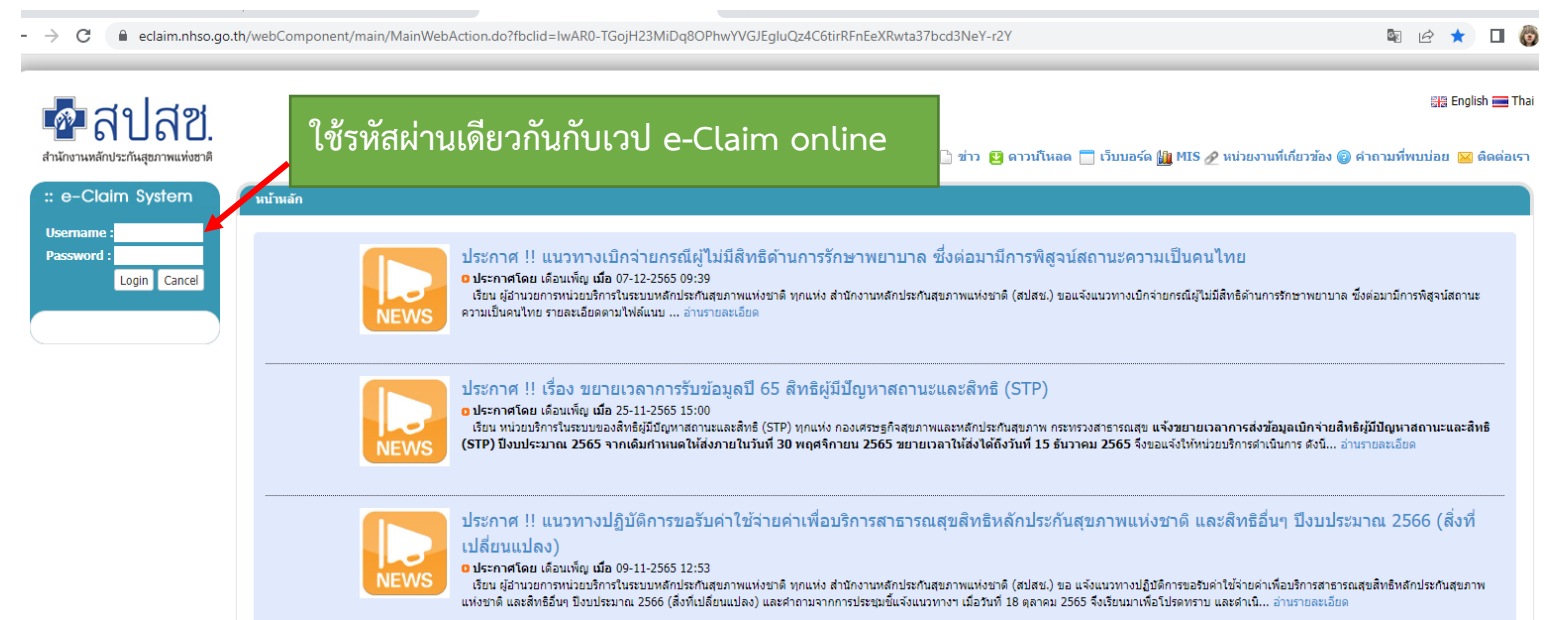 eclaim.nhso.go.th/webComponent/main/MainWebAction.do?fbclid=IwAR0-TGojH23MiDq8OPhwYVGJEgluQz4C6tirRFnEeXRwta37bcd3NeY-r2Y
English Thai
สปสช.
สำนักงานหลักประกันสุขภาพแห่งชาติ
ใช้รหัสผ่านเดียวกันกับเวป e-Claim online
ข่าว ดาวน์โหลด เว็บบอร์ด MIS หน่วยงานที่เกี่ยวข้อง คำถามที่พบบ่อย ติดต่อเรา
:: e-Claim System
Username :
Password :
Login Cancel
หน้าหลัก
NEWS
ประกาศ !! แนวทางเบิกจ่ายกรณีผู้ไม่มีสิทธิด้านการรักษาพยาบาล ซึ่งต่อมามีการพิสูจน์สถานะความเป็นคนไทย
ประกาศโดย เดือนเพ็ญ เมื่อ 07-12-2565 09:39
เรียน ผู้อำนวยการหน่วยบริการในระบบหลักประกันสุขภาพแห่งชาติ ทุกแห่ง สำนักงานหลักประกันสุขภาพแห่งชาติ (สปสช.) ขอแจ้งแนวทางเบิกจ่ายกรณีผู้ไม่มีสิทธิด้านการรักษาพยาบาล ซึ่งต่อมามีการพิสูจน์สถานะ
ความเป็นคนไทย รายละเอียดตามไฟล์แนบ ... อ่านรายละเอียด
NEWS
ประกาศ !! เรื่อง ขยายเวลาการรับข้อมูลปี 65 สิทธิผู้มีปัญหาสถานะและสิทธิ (STP)
ประกาศโดย เดือนเพ็ญ เมื่อ 25-11-2565 15:00
เรียน หน่วยบริการในระบบของสิทธิผู้มีปัญหาสถานะและสิทธิ (STP) ทุกแห่ง กองเศรษฐกิจสุขภาพและหลักประกันสุขภาพ กระทรวงสาธารณสุข แจ้งขยายเวลาการส่งข้อมูลเบิกจ่ายสิทธิผู้มีปัญหาสถานะและสิทธิ
(STP) ปีงบประมาณ 2565 จากเดิมกำหนดให้ส่งภายในวันที่ 30 พฤศจิกายน 2565 ขยายเวลาให้ส่งได้ถึงวันที่ 15 ธันวาคม 2565 จึงขอแจ้งให้หน่วยบริการดำเนินการ ดังนี้... อ่านรายละเอียด
NEWS
ประกาศ !! แนวทางปฏิบัติการขอรับค่าใช้จ่ายค่าเพื่อบริการสาธารณสุขสิทธิหลักประกันสุขภาพแห่งชาติ และสิทธิอื่นๆ ปีงบประมาณ 2566 (สิ่งที่
เปลี่ยนแปลง)
ประกาศโดย เดือนเพ็ญ เมื่อ 09-11-2565 12:53
เรียน ผู้อำนวยการหน่วยบริการในระบบหลักประกันสุขภาพแห่งชาติ ทุกแห่ง สำนักงานหลักประกันสุขภาพแห่งชาติ (สปสช.) ขอ แจ้งแนวทางปฏิบัติการขอรับค่าใช้จ่ายค่าเพื่อบริการสาธารณสุขสิทธิหลักประกันสุขภาพ
แห่งชาติ และสิทธิอื่นๆ ปีงบประมาณ 2566 (สิ่งที่เปลี่ยนแปลง) และคำถามจากการประชุมชี้แจงแนวทางฯ เมื่อวันที่ 18 ตุลาคม 2565 จึงเรียนมาเพื่อโปรดทราบ และดำเนิ... อ่านรายละเอียด